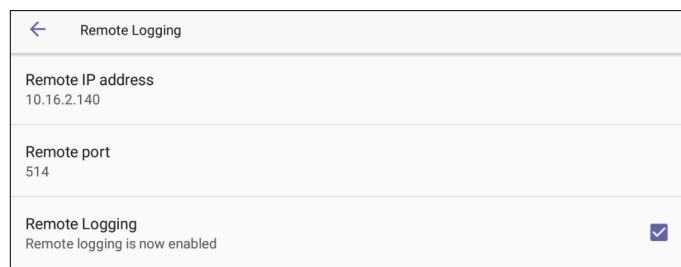 Remote Logging
Remote IP address
10.16.2.140
Remote port
514
Remote Logging
Remote logging is now enabled